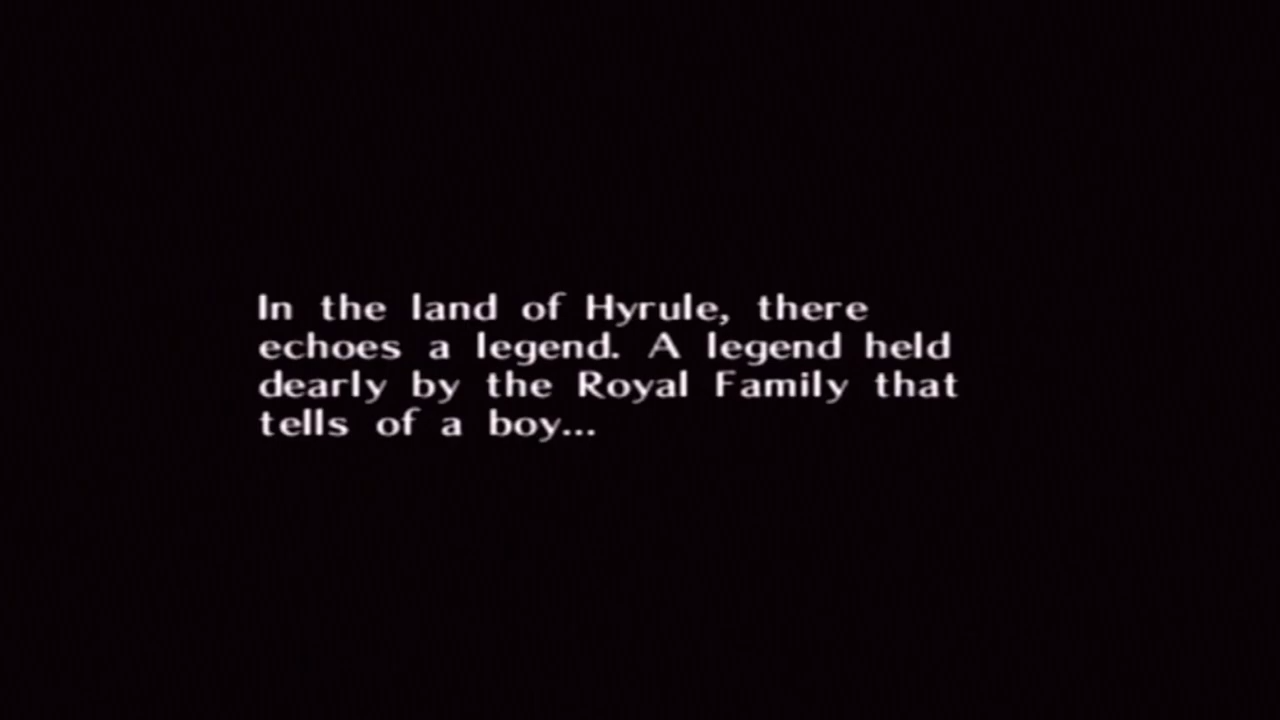 In the land of Hyrule, there
echoes a legend. A legend held
dearly by the Royal Family that
tells of a boy...